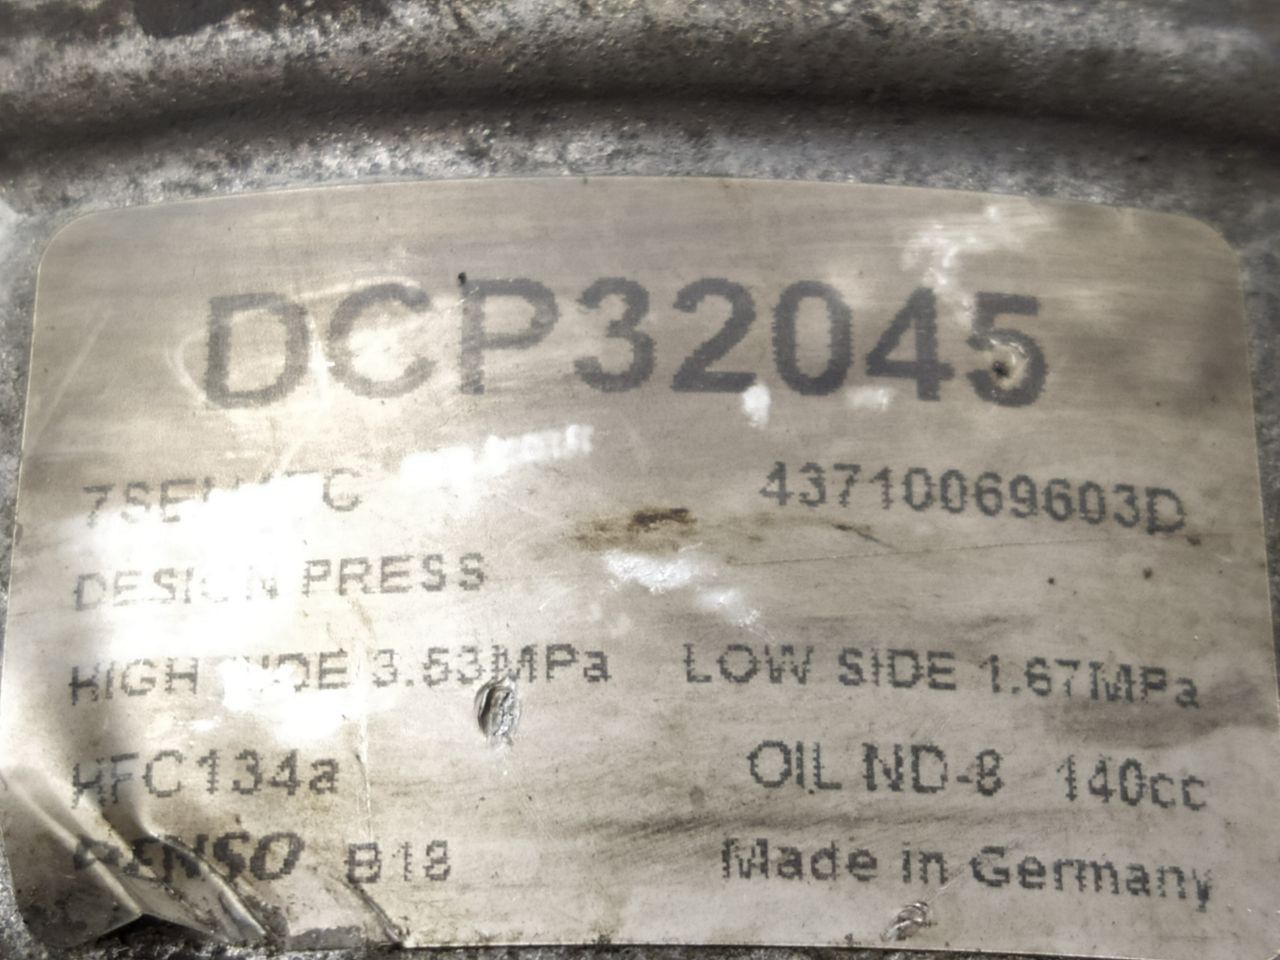 DCP32045
43710069603D
DESIGN PRESS
HIGH SIDE 3.53MPa LOW SIDE 1.67MPa
HFC134a OIL ND-8 140cc
DENSO B18 Made in Germany